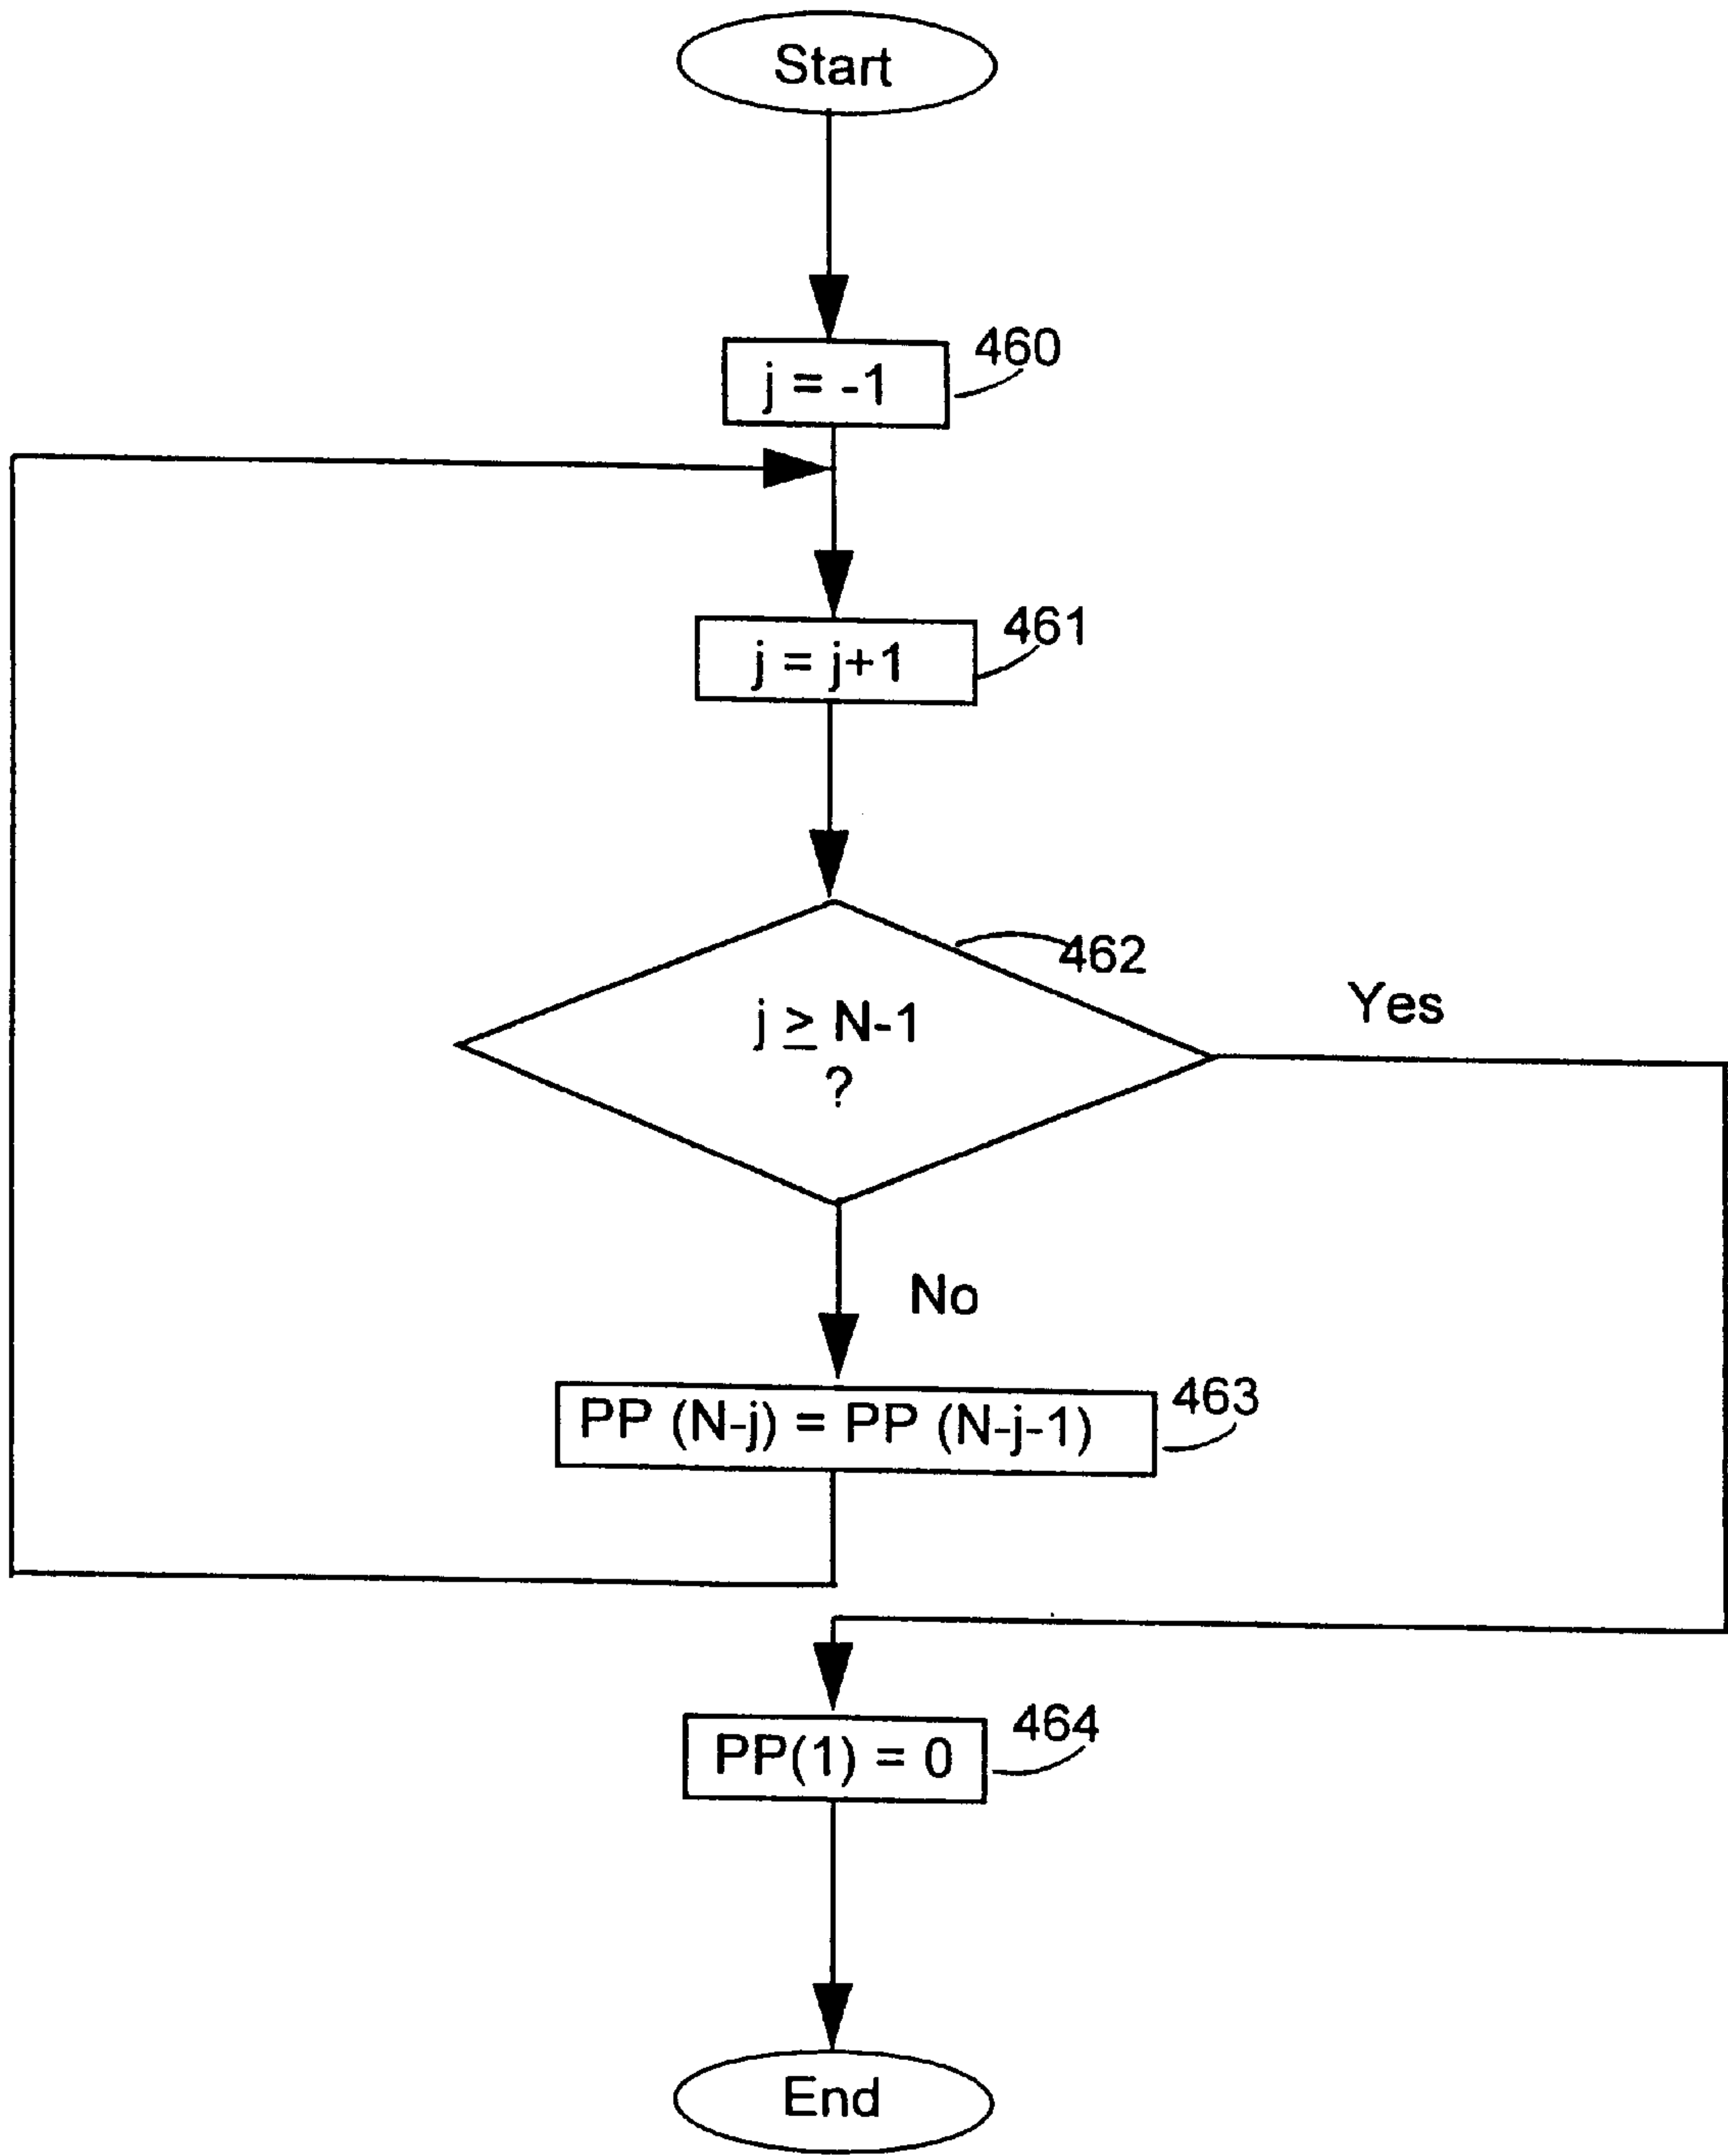 Start
460
j = -1
461
j = j+1
462
j ≥ N-1
?
Yes
No
463
PP (N-j) = PP (N-j-1)
464
PP(1) = 0
End